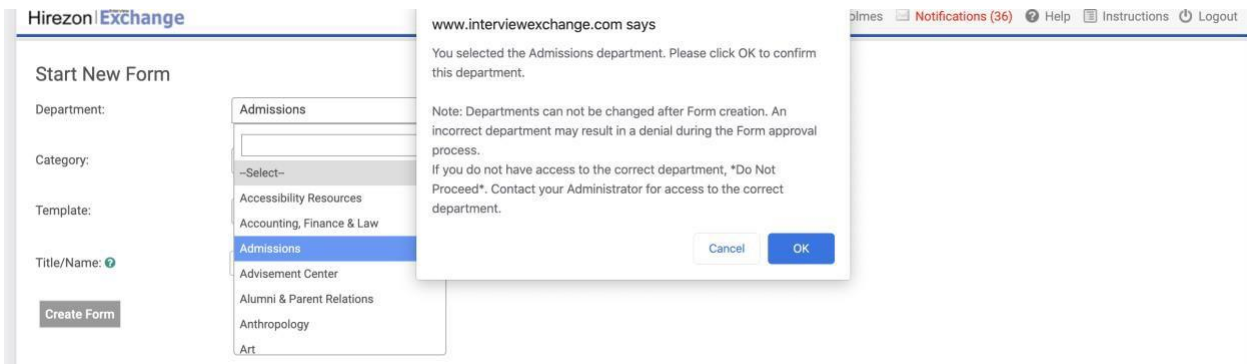 Hirezon Interview Exchange
olmes Notifications (36) Help Instructions Logout
Start New Form
Department:
Admissions
Category:
--Select--
Accessibility Resources
Template:
Accounting, Finance & Law
Admissions
Title/Name:
Advisement Center
Alumni & Parent Relations
Create Form
Anthropology
Art
www.interviewexchange.com says
You selected the Admissions department. Please click OK to confirm
this department.
Note: Departments can not be changed after Form creation. An
incorrect department may result in a denial during the Form approval
process.
If you do not have access to the correct department, *Do Not
Proceed*. Contact your Administrator for access to the correct
department.
Cancel OK